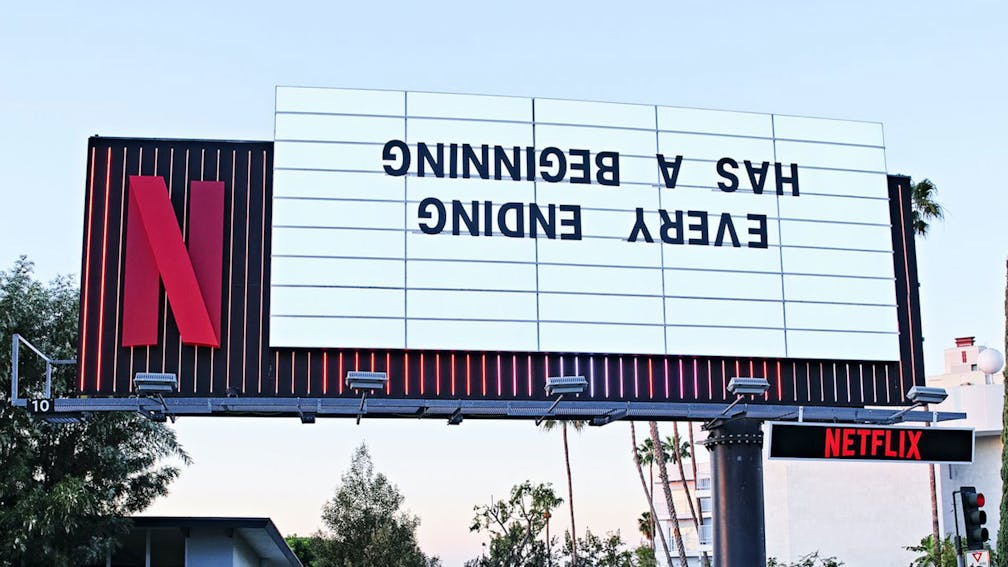 EVERY ENDING
HAS A BEGINNING
N
10
NETFLIX